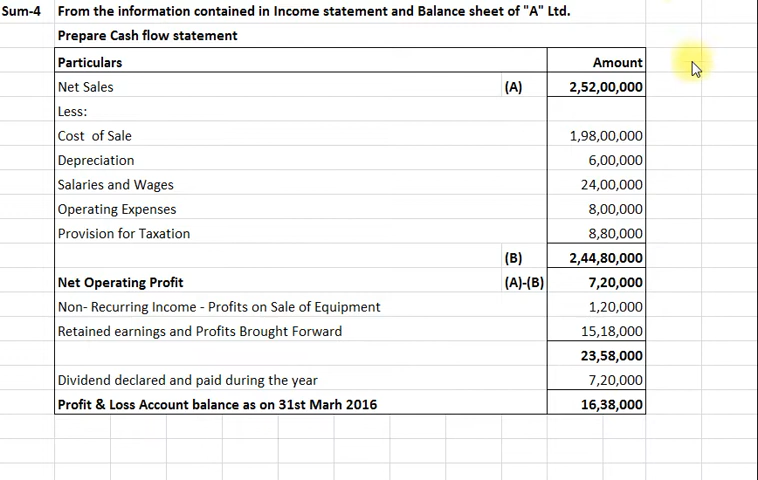 Sum-4 From the information contained in Income statement and Balance sheet of "A" Ltd.
Prepare Cash flow statement
Particulars Amount
Net Sales (A) 2,52,00,000
Less:
Cost of Sale 1,98,00,000
Depreciation 6,00,000
Salaries and Wages 24,00,000
Operating Expenses 8,00,000
Provision for Taxation 8,80,000
(B) 2,44,80,000
Net Operating Profit (A)-(B) 7,20,000
Non- Recurring Income - Profits on Sale of Equipment 1,20,000
Retained earnings and Profits Brought Forward 15,18,000
23,58,000
Dividend declared and paid during the year 7,20,000
Profit & Loss Account balance as on 31st Marh 2016 16,38,000